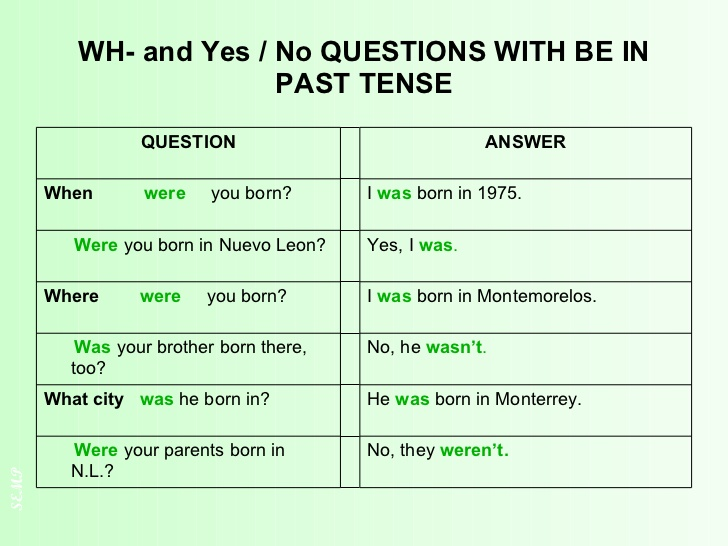 WH- and Yes / No QUESTIONS WITH BE IN
PAST TENSE
QUESTION ANSWER
When were you born? I was born in 1975.
Were you born in Nuevo Leon? Yes, I was.
Where were you born? I was born in Montemorelos.
Was your brother born there, No, he wasn’t.
too?
What city was he born in? He was born in Monterrey.
Were your parents born in No, they weren’t.
N.L.?
SLMCP